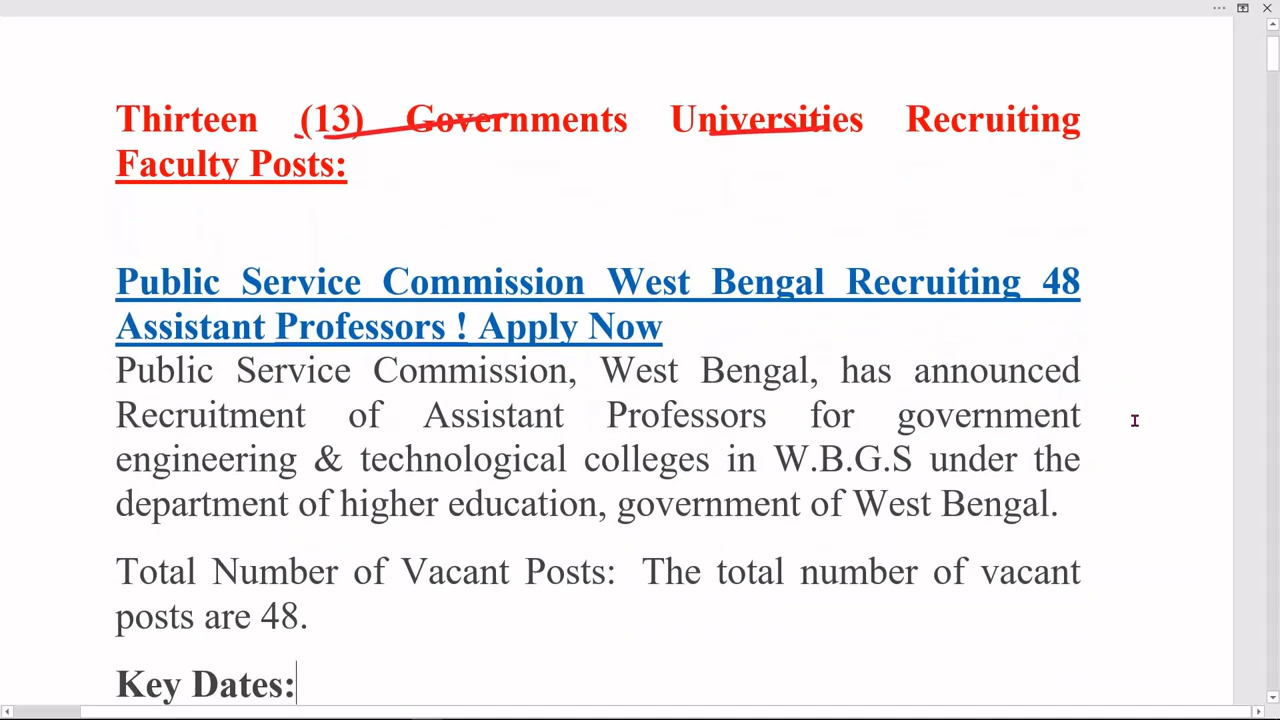 Thirteen (13) Governments Universities Recruiting
Faculty Posts:
Public Service Commission West Bengal Recruiting 48
Assistant Professors ! Apply Now
Public Service Commission, West Bengal, has announced
Recruitment of Assistant Professors for government
engineering & technological colleges in W.B.G.S under the
department of higher education, government of West Bengal.
Total Number of Vacant Posts: The total number of vacant
posts are 48.
Key Dates: